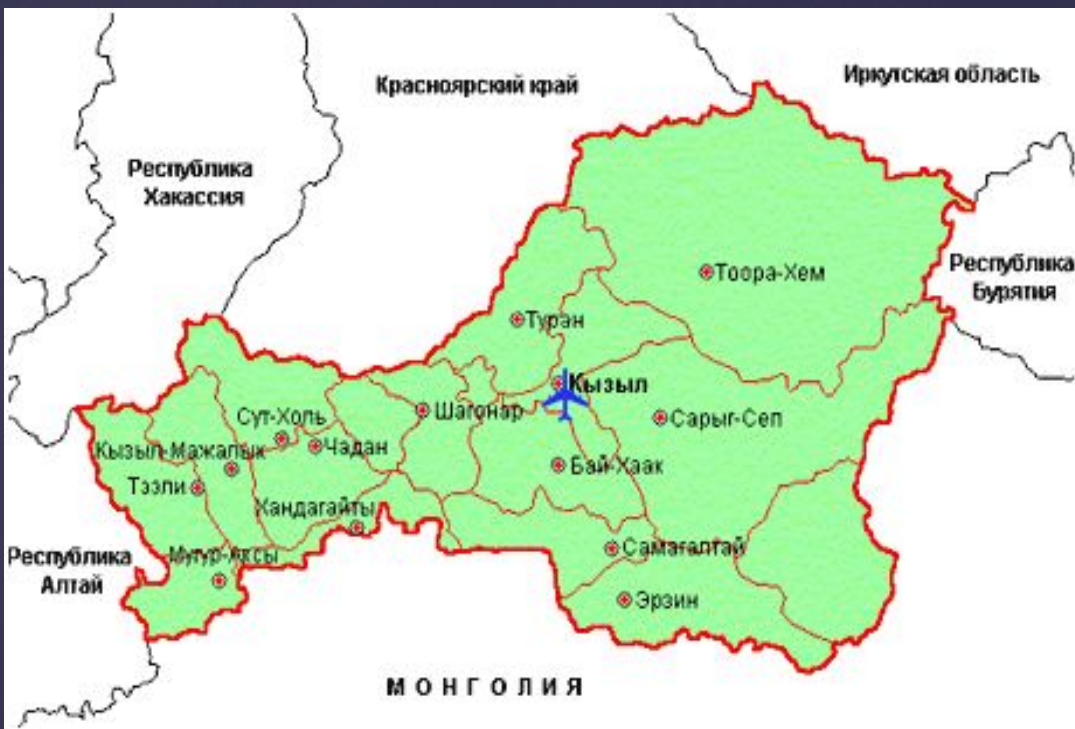 Красноярский край
Иркутская область
Республика
Хакассия
Республика
Бурятия
Тоора-Хем
Туран
Кызыл
Шагонар
Сарыг-Сеп
Сут-Холь
Чадан
Кызыл-Мажалык
Тээли
Бай-Хаак
Хандагайты
Самагалтай
Республика
Алтай
Мугур-Аксы
Эрзин
МОНГОЛИЯ